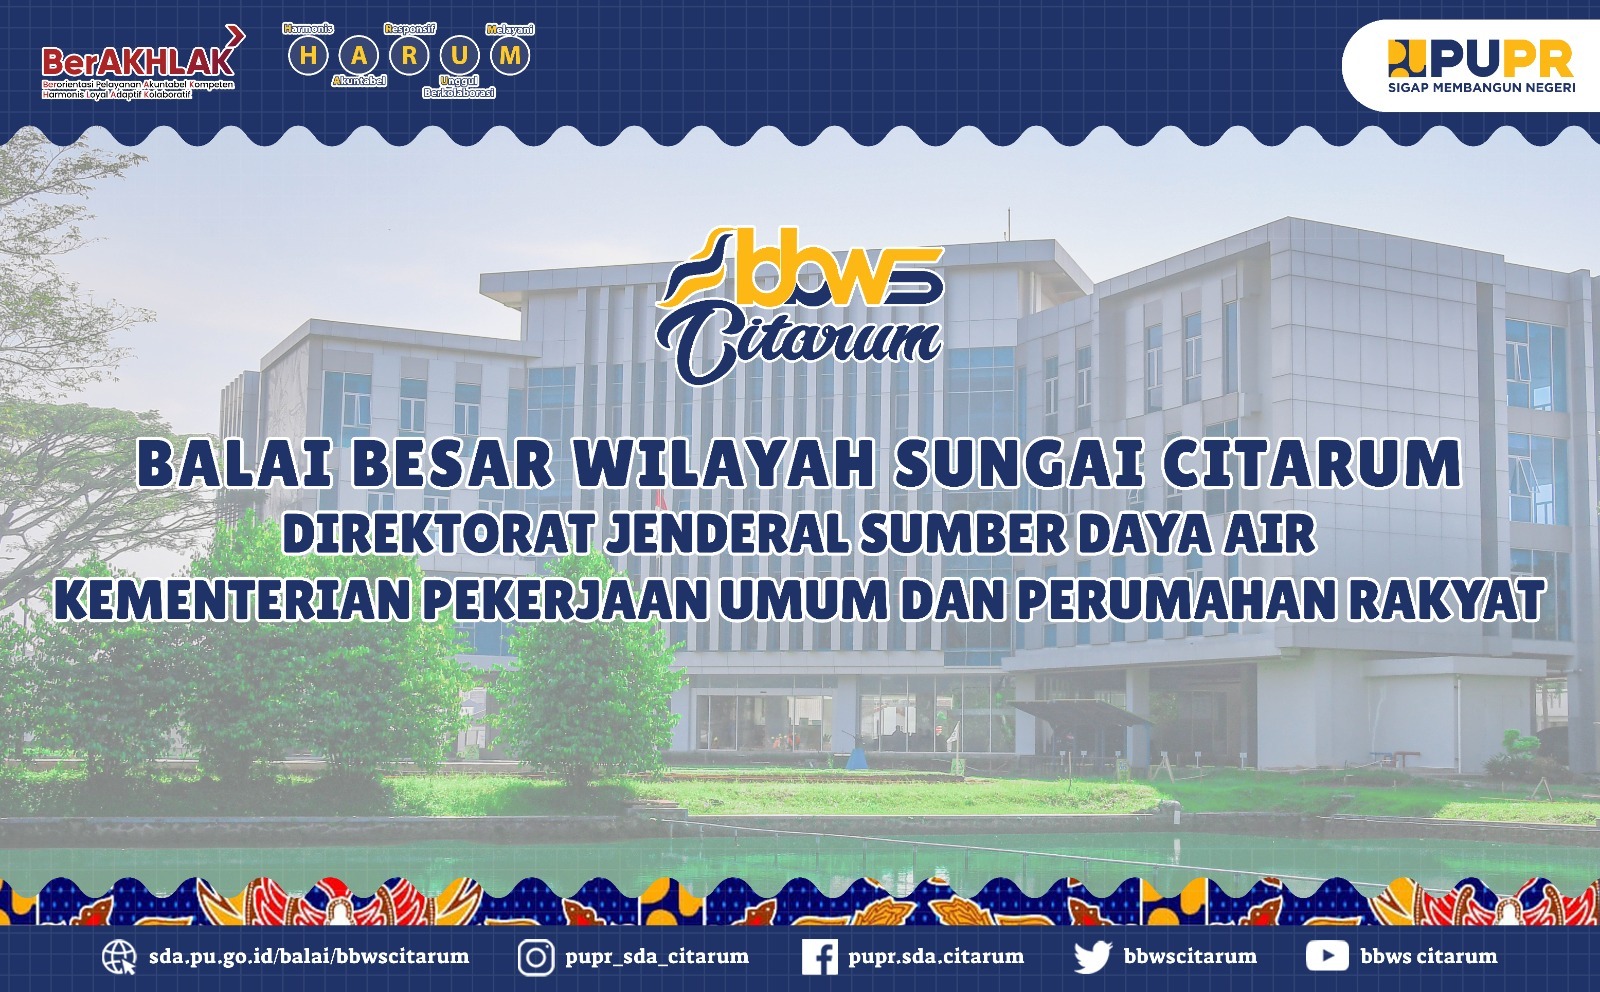 BerAKHLAK
Berorientasi Pelayanan Akuntabel Kompeten
Harmonis Loyal Adaptif Kolaboratif
Harmonis Responsif Melayani
H A R U M
Akuntabel Unggul
Berkolaborasi
PUPR
SIGAP MEMBANGUN NEGERI
bbws
Citarum
BALAI BESAR WILAYAH SUNGAI CITARUM
DIREKTORAT JENDERAL SUMBER DAYA AIR
KEMENTERIAN PEKERJAAN UMUM DAN PERUMAHAN RAKYAT
sda.pu.go.id/balai/bbwscitarum pupr_sda_citarum pupr.sda.citarum bbwscitarum bbws citarum